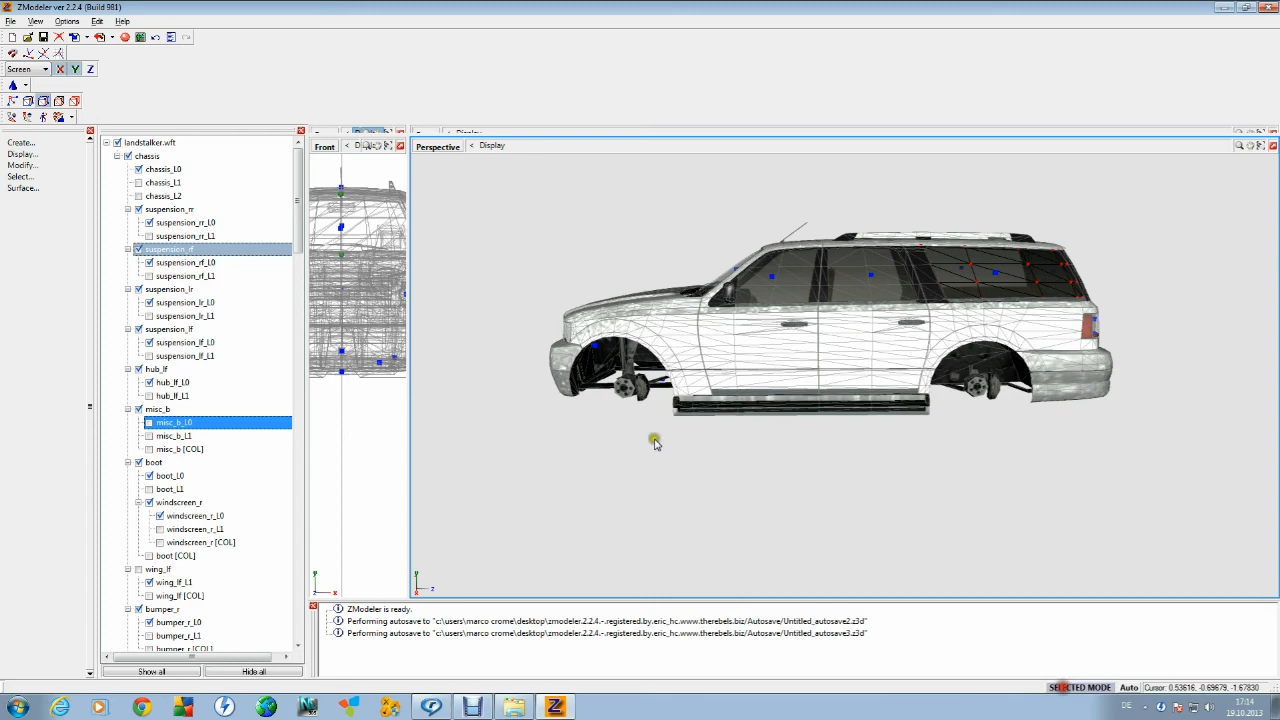 ZModeler ver 2.2.4 (Build 981)
File View Options Edit Help
Screen X Y Z
Create...
Display...
Modify...
Select...
Surface...
landstalker.wft
chassis
chassis_L0
chassis_L1
chassis_L2
suspension_rr
suspension_rr_L0
suspension_rr_L1
suspension_rf
suspension_rf_L0
suspension_rf_L1
suspension_lr
suspension_lr_L0
suspension_lr_L1
suspension_lf
suspension_lf_L0
suspension_lf_L1
hub_lf
hub_lf_L0
hub_lf_L1
misc_b
misc_b_L0
misc_b_L1
misc_b [COL]
boot
boot_L0
boot_L1
windscreen_r
windscreen_r_L0
windscreen_r_L1
windscreen_r [COL]
boot [COL]
wing_lf
wing_lf_L1
wing_lf [COL]
bumper_r
bumper_r_L0
bumper_r_L1
bumper_r [COL]
Show all Hide all
Front
Display
Perspective < Display
y z x
y x z
ZModeler is ready.
Performing autosave to "c:\users\marco crome\desktop\zmodeler.2.2.4.-.registered.by.eric_hc.www.therebels.biz/Autosave/Untitled_autosave2.z3d"
Performing autosave to "c:\users\marco crome\desktop\zmodeler.2.2.4.-.registered.by.eric_hc.www.therebels.biz/Autosave/Untitled_autosave3.z3d"
SELECTED MODE Auto Cursor: 0.53616, -0.69679, -1.67830
DE 17:14
19.10.2013